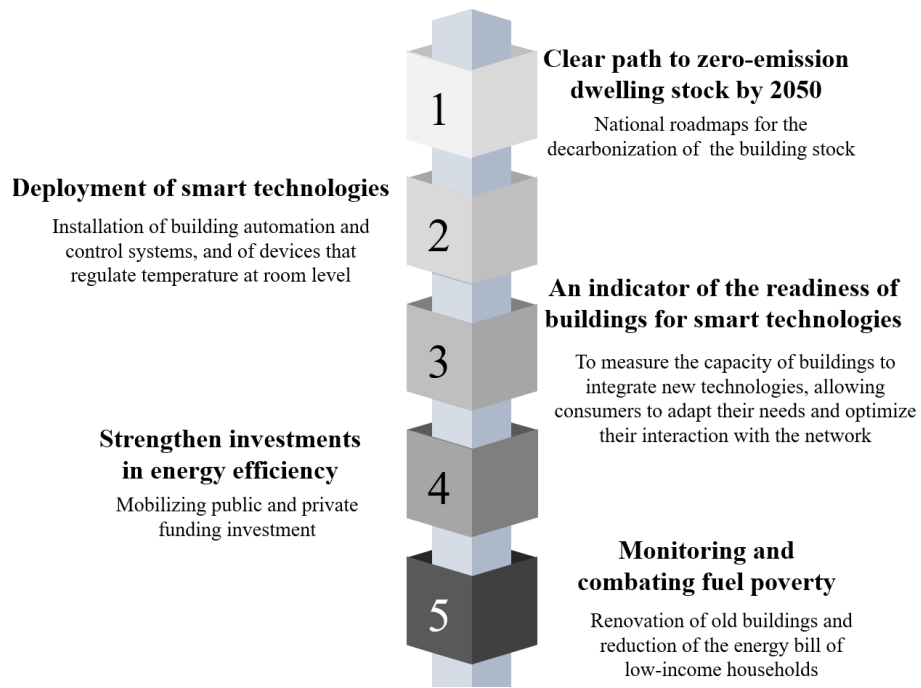 1
Clear path to zero-emission
dwelling stock by 2050
National roadmaps for the
decarbonization of the building stock
2
Deployment of smart technologies
Installation of building automation and
control systems, and of devices that
regulate temperature at room level
3
An indicator of the readiness of
buildings for smart technologies
To measure the capacity of buildings to
integrate new technologies, allowing
consumers to adapt their needs and optimize
their interaction with the network
4
Strengthen investments
in energy efficiency
Mobilizing public and private
funding investment
5
Monitoring and
combating fuel poverty
Renovation of old buildings and
reduction of the energy bill of
low-income households